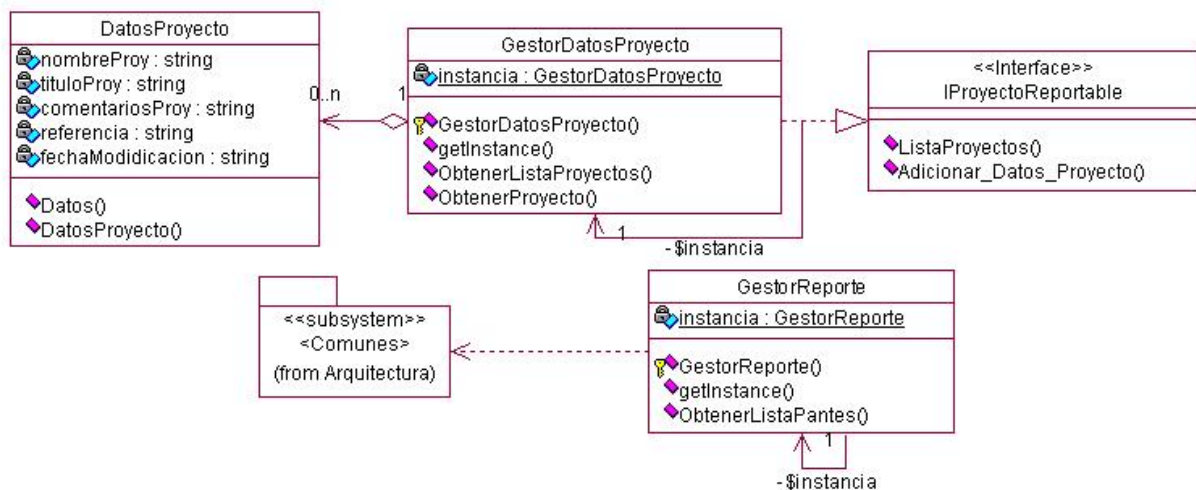 DatosProyecto
nombreProy : string
tituloProy : string
comentariosProy : string
referencia : string
fechaModidicacion : string
Datos()
DatosProyecto()
0..n
1
GestorDatosProyecto
instancia : GestorDatosProyecto
GestorDatosProyecto()
getInstance()
ObtenerListaProyectos()
ObtenerProyecto()
<<Interface>>
IProyectoReportable
ListaProyectos()
Adicionar_Datos_Proyecto()
1
-$instancia
<<subsystem>>
<Comunes>
(from Arquitectura)
GestorReporte
instancia : GestorReporte
GestorReporte()
getInstance()
ObtenerListaPantes()
1
-$instancia